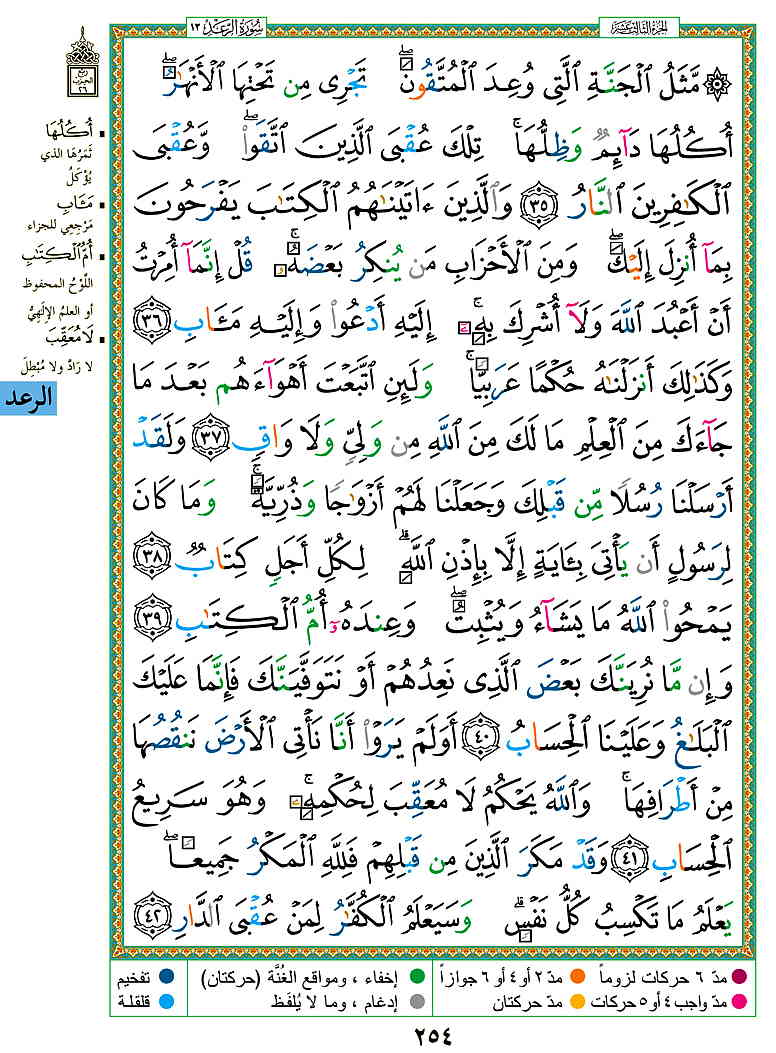 الجزء الثالث عشر
سُورَةُ الرَّعد ١٣
۞ مَّثَلُ ٱلْجَنَّةِ ٱلَّتِى وُعِدَ ٱلْمُتَّقُونَ ۖ تَجْرِى مِن تَحْتِهَا ٱلْأَنْهَـٰرُ ۖ
أُكُلُهَا دَآئِمٌ وَظِلُّهَا ۚ تِلْكَ عُقْبَى ٱلَّذِينَ ٱتَّقَوا۟ ۖ وَّعُقْبَى
ٱلْكَـٰفِرِينَ ٱلنَّارُ ٣٥ وَٱلَّذِينَ ءَاتَيْنَـٰهُمُ ٱلْكِتَـٰبَ يَفْرَحُونَ
بِمَآ أُنزِلَ إِلَيْكَ ۖ وَمِنَ ٱلْأَحْزَابِ مَن يُنكِرُ بَعْضَهُۥ ۚ قُلْ إِنَّمَآ أُمِرْتُ
أَنْ أَعْبُدَ ٱللَّهَ وَلَآ أُشْرِكَ بِهِۦٓ ۚ إِلَيْهِ أَدْعُوا۟ وَإِلَيْهِ مَـَٔابِ ٣٦
وَكَذَٰلِكَ أَنزَلْنَـٰهُ حُكْمًا عَرَبِيًّا ۚ وَلَئِنِ ٱتَّبَعْتَ أَهْوَآءَهُم بَعْدَ مَا
جَآءَكَ مِنَ ٱلْعِلْمِ مَا لَكَ مِنَ ٱللَّهِ مِن وَلِىٍّ وَلَا وَاقٍ ٣٧ وَلَقَدْ
أَرْسَلْنَا رُسُلًا مِّن قَبْلِكَ وَجَعَلْنَا لَهُمْ أَزْوَٰجًا وَذُرِّيَّةً ۚ وَمَا كَانَ
لِرَسُولٍ أَن يَأْتِىَ بِـَٔايَةٍ إِلَّا بِإِذْنِ ٱللَّهِ ۗ لِكُلِّ أَجَلٍ كِتَابٌ ٣٨
يَمْحُوا۟ ٱللَّهُ مَا يَشَآءُ وَيُثْبِتُ ۖ وَعِندَهُۥٓ أُمُّ ٱلْكِتَـٰبِ ٣٩
وَإِن مَّا نُرِيَنَّكَ بَعْضَ ٱلَّذِى نَعِدُهُمْ أَوْ نَتَوَفَّيَنَّكَ فَإِنَّمَا عَلَيْكَ
ٱلْبَلَـٰغُ وَعَلَيْنَا ٱلْحِسَابُ ٤٠ أَوَلَمْ يَرَوْا۟ أَنَّا نَأْتِى ٱلْأَرْضَ نَنقُصُهَا
مِنْ أَطْرَافِهَا ۚ وَٱللَّهُ يَحْكُمُ لَا مُعَقِّبَ لِحُكْمِهِۦ ۚ وَهُوَ سَرِيعُ
ٱلْحِسَابِ ٤١ وَقَدْ مَكَرَ ٱلَّذِينَ مِن قَبْلِهِمْ فَلِلَّهِ ٱلْمَكْرُ جَمِيعًا ۖ
يَعْلَمُ مَا تَكْسِبُ كُلُّ نَفْسٍ ۗ وَسَيَعْلَمُ ٱلْكُفَّـٰرُ لِمَنْ عُقْبَى ٱلدَّارِ ٤٢
ربع
الحزب
٢٦
أُكُلُهَا
ثَمَرُهَا الذي
يُؤْكَلُ
مَـَٔابِ
مَرْجِعِي للجزاء
أُمُّ ٱلْكِتَـٰبِ
اللَّوْحُ المحفوظ
أو العلمُ الإلَهِيُّ
لَا مُعَقِّبَ
لا رَادَّ ولا مُبْطِلَ
الرعد
مدّ ٦ حركات لزوماً
مدّ ٢ أو ٤ أو ٦ جوازاً
إخفاء ، ومواقع الغُنَّة (حركتان)
تفخيم
مدّ واجب ٤ أو ٥ حركات
مدّ حركتان
إدغام ، وما لا يُلفَظ
قلقلة
٢٥٤